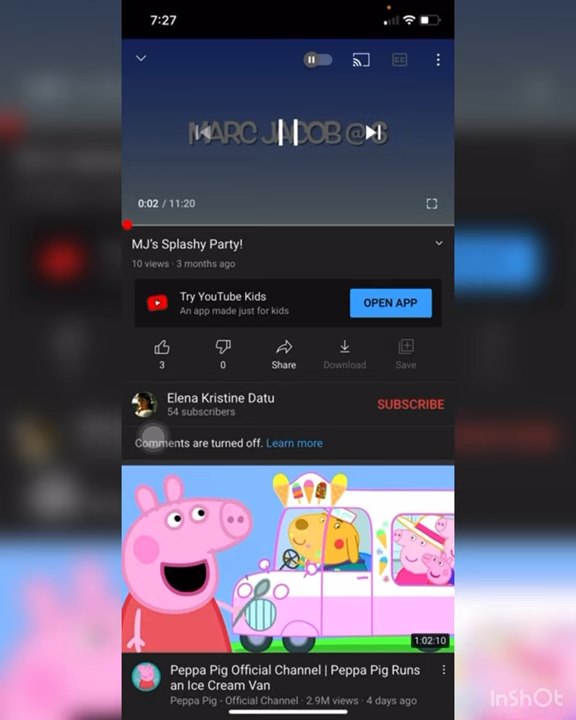 7:27
CC
MARC JACOB @ 6
0:02 / 11:20
MJ's Splashy Party!
10 views · 3 months ago
Try YouTube Kids
An app made just for kids
OPEN APP
3
0
Share
Download
Save
Elena Kristine Datu
54 subscribers
SUBSCRIBE
Comments are turned off. Learn more
1:02:10
Peppa Pig Official Channel | Peppa Pig Runs
an Ice Cream Van
Peppa Pig - Official Channel · 2.9M views · 4 days ago
InShOt